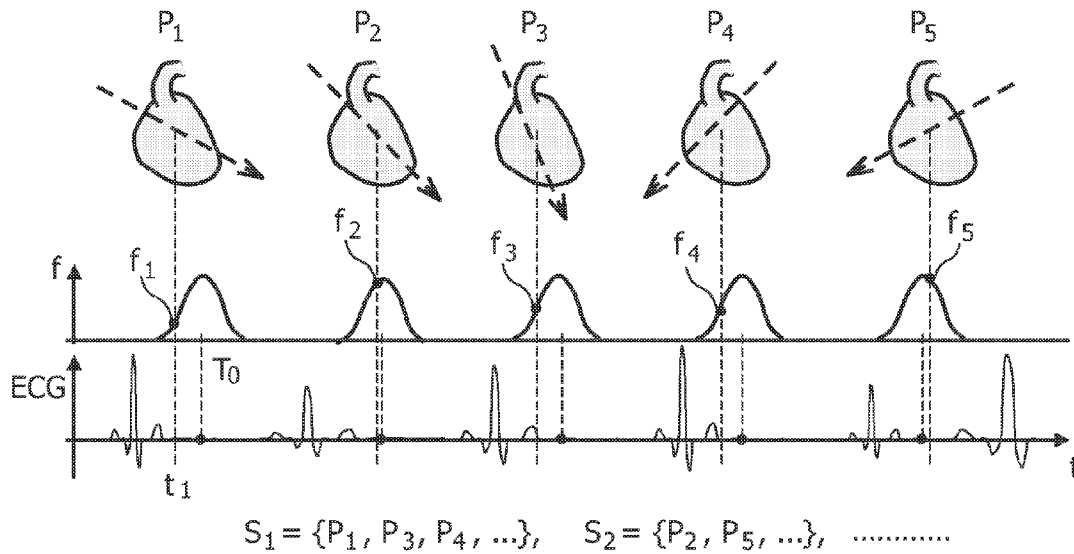 P₁ P₂ P₃ P₄ P₅
f f₁ f₂ f₃ f₄ f₅
T₀
ECG
t₁ t
S₁ = {P₁, P₃, P₄, ...}, S₂ = {P₂, P₅, ...}, ............